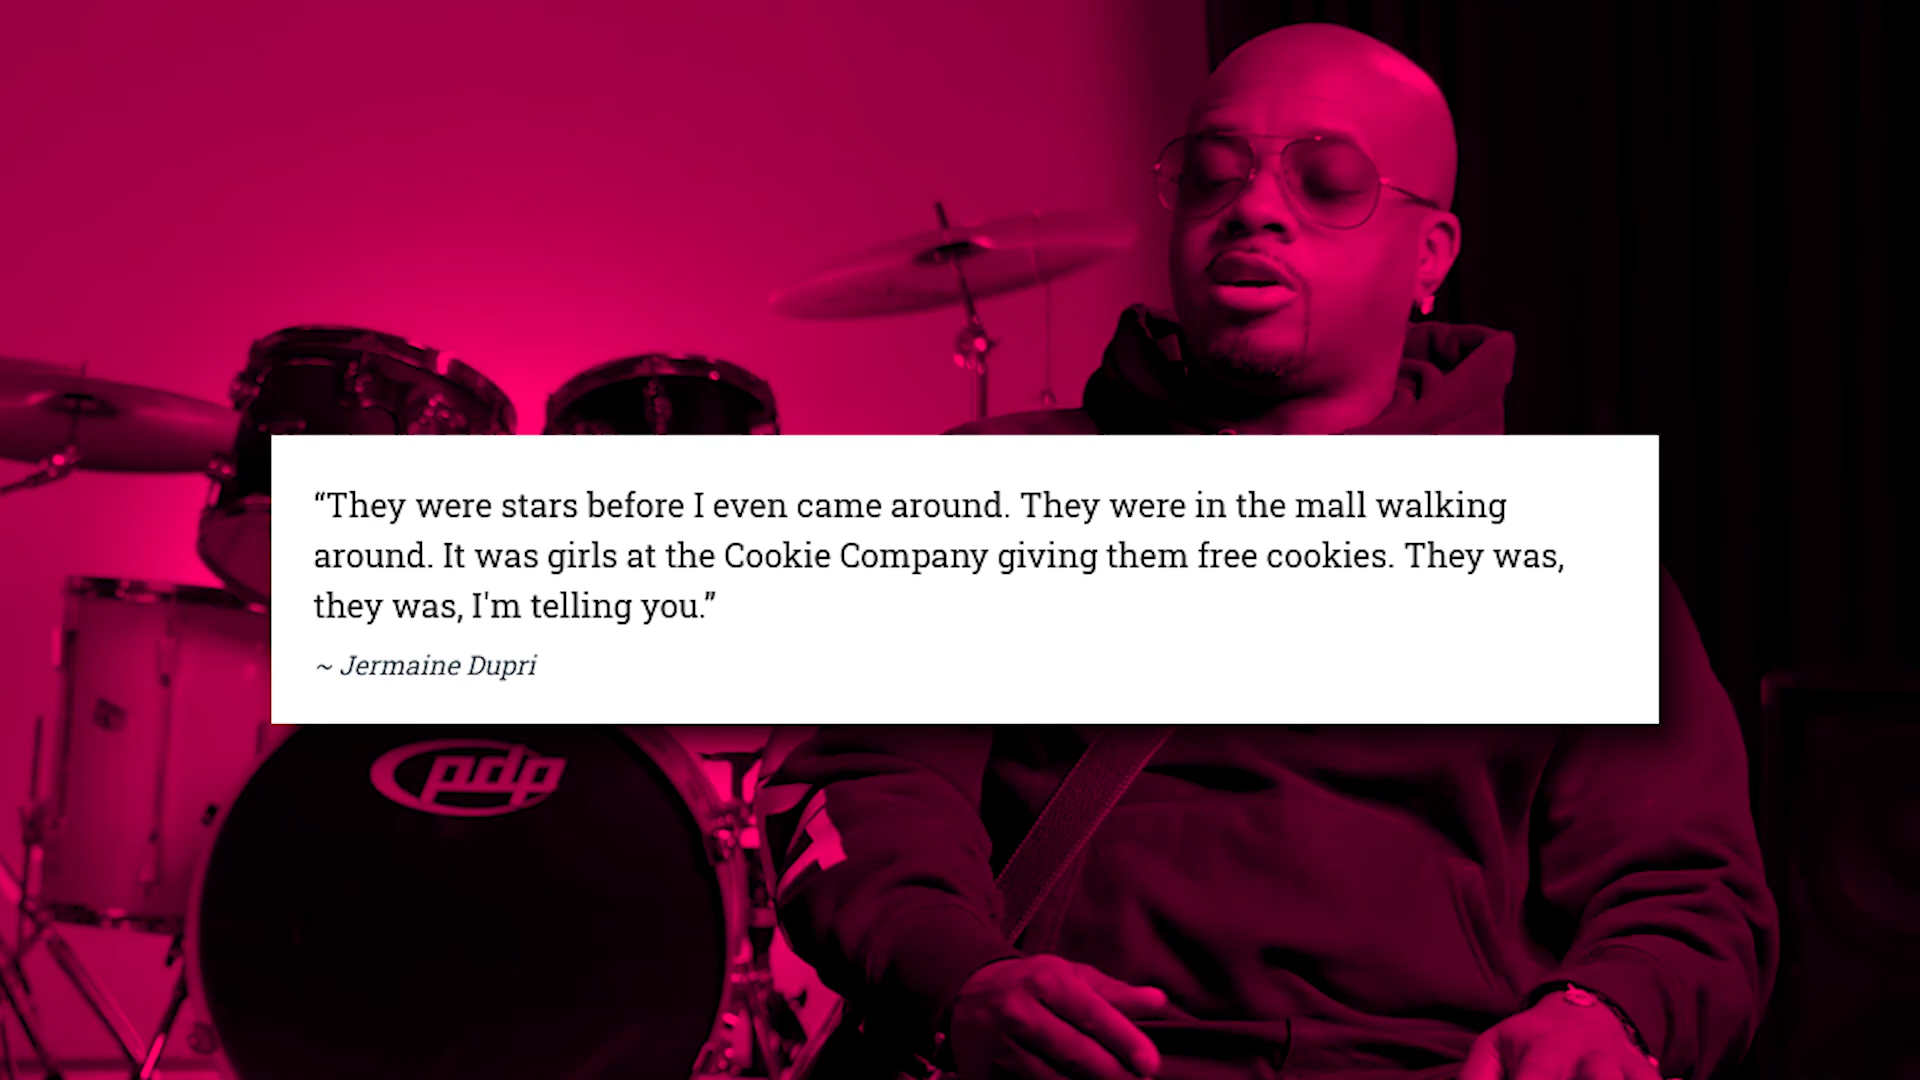 “They were stars before I even came around. They were in the mall walking
around. It was girls at the Cookie Company giving them free cookies. They was,
they was, I'm telling you.”
~ Jermaine Dupri
pdp